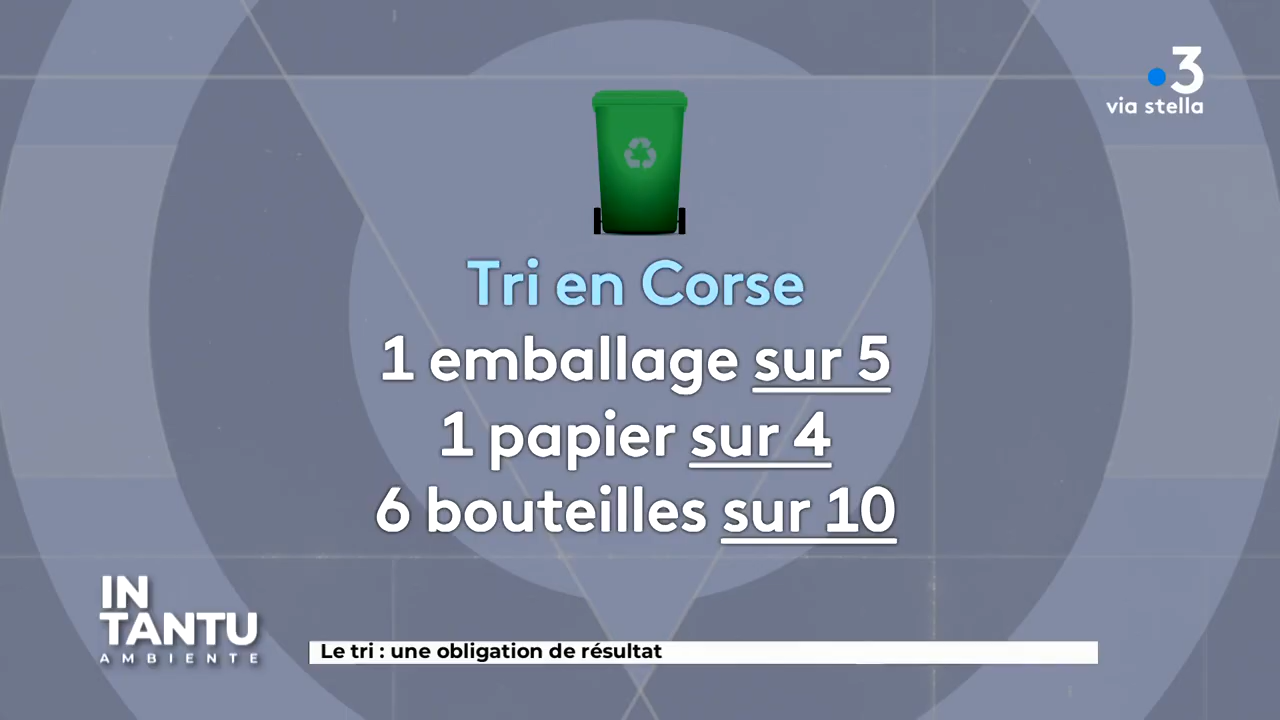 3
via stella
Tri en Corse
1 emballage sur 5
1 papier sur 4
6 bouteilles sur 10
IN
TANTU
AMBIENTE
Le tri : une obligation de résultat